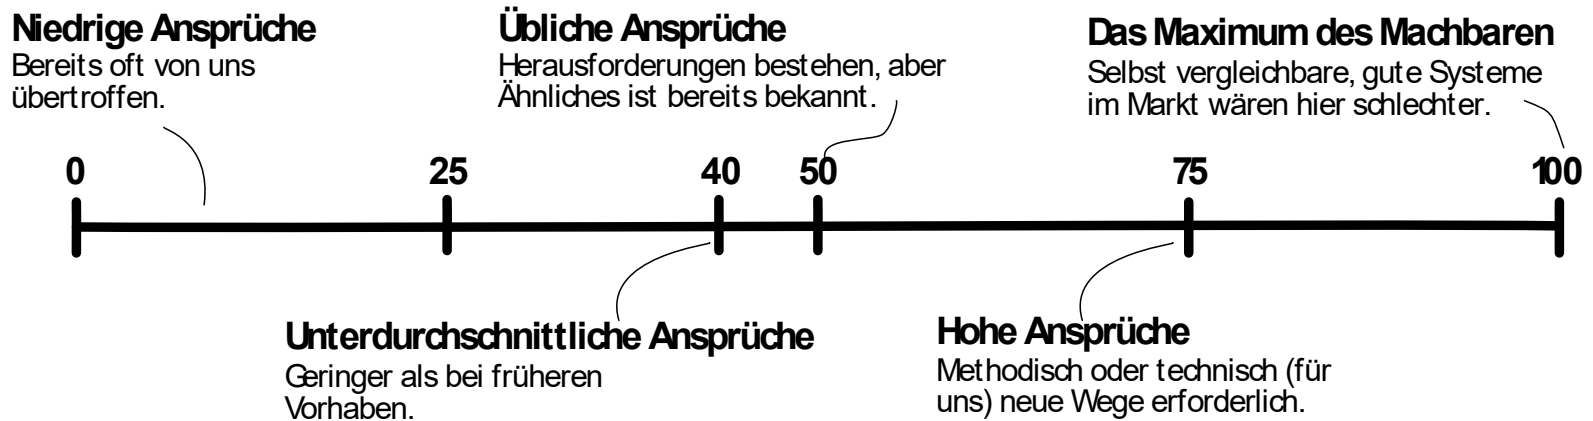 Niedrige Ansprüche
Bereits oft von uns
übertroffen.
Übliche Ansprüche
Herausforderungen bestehen, aber
Ähnliches ist bereits bekannt.
Das Maximum des Machbaren
Selbst vergleichbare, gute Systeme
im Markt wären hier schlechter.
0 25 40 50 75 100
Unterdurchschnittliche Ansprüche
Geringer als bei früheren
Vorhaben.
Hohe Ansprüche
Methodisch oder technisch (für
uns) neue Wege erforderlich.